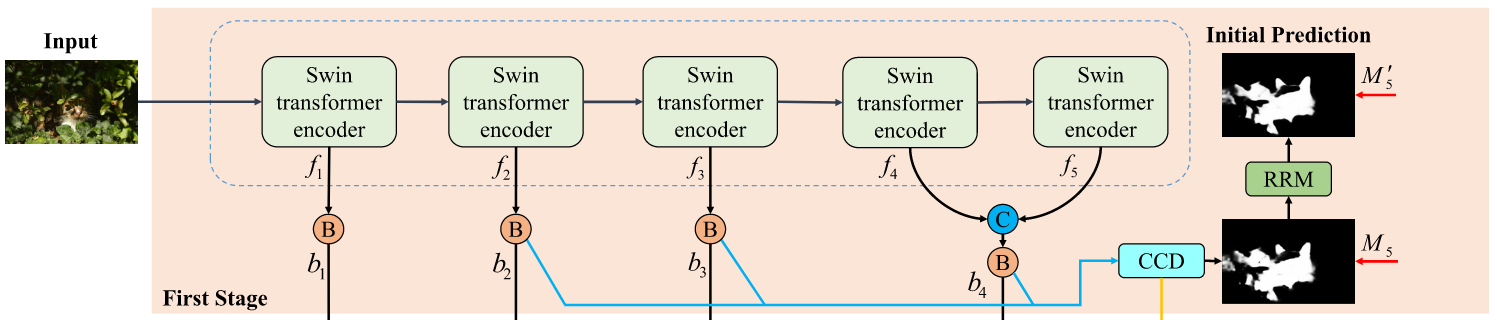 Input
Swin
transformer
encoder
Swin
transformer
encoder
Swin
transformer
encoder
Swin
transformer
encoder
Swin
transformer
encoder
Initial Prediction
M′₅
f₁
f₂
f₃
f₄
f₅
RRM
B
B
B
C
B
b₁
b₂
b₃
b₄
CCD
M₅
First Stage